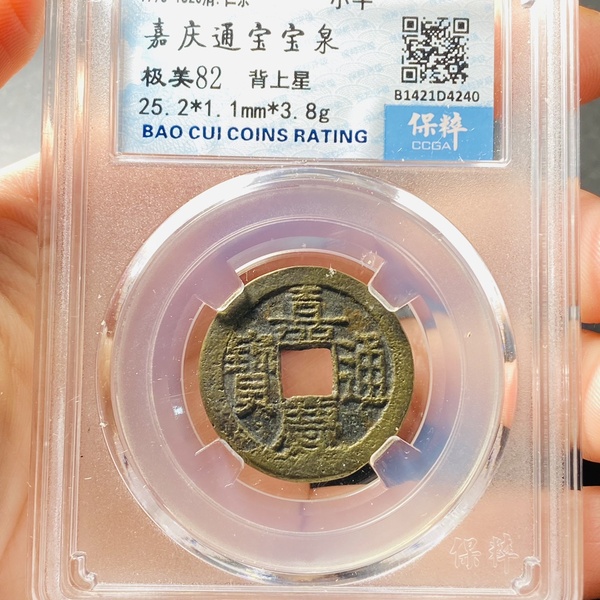 嘉庆通宝宝泉
极美82 背上星
25.2*1.1mm*3.8g
BAO CUI COINS RATING
B1421D4240
保粹
CCGA
嘉慶通寶
保粹